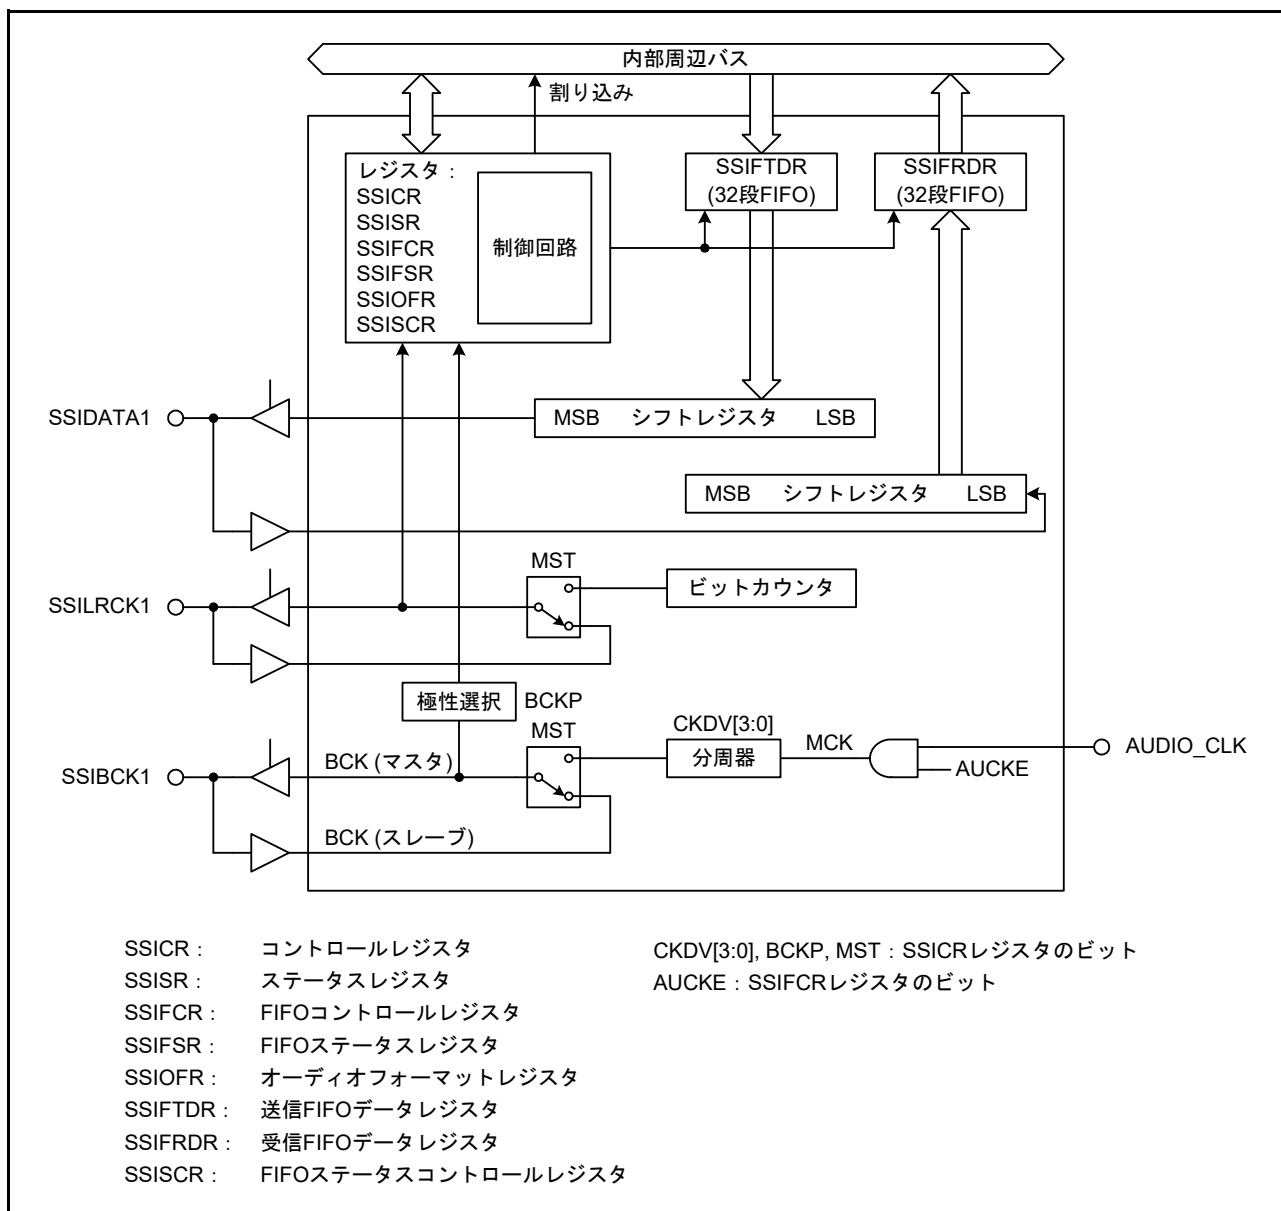 内部周辺バス
割り込み
レジスタ：
SSICR
SSISR
SSIFCR
SSIFSR
SSIOFR
SSISCR
制御回路
SSIFTDR
(32段FIFO)
SSIFRDR
(32段FIFO)
SSIDATA1
MSB シフトレジスタ LSB
MSB シフトレジスタ LSB
MST
ビットカウンタ
SSILRCK1
極性選択 BCKP
MST
CKDV[3:0]
分周器
MCK
AUCKE
AUDIO_CLK
BCK (マスタ)
SSIBCK1
BCK (スレーブ)
SSICR： コントロールレジスタ
SSISR： ステータスレジスタ
SSIFCR： FIFOコントロールレジスタ
SSIFSR： FIFOステータスレジスタ
SSIOFR： オーディオフォーマットレジスタ
SSIFTDR： 送信FIFOデータレジスタ
SSIFRDR： 受信FIFOデータレジスタ
SSISCR： FIFOステータスコントロールレジスタ
CKDV[3:0], BCKP, MST：SSICRレジスタのビット
AUCKE：SSIFCRレジスタのビット